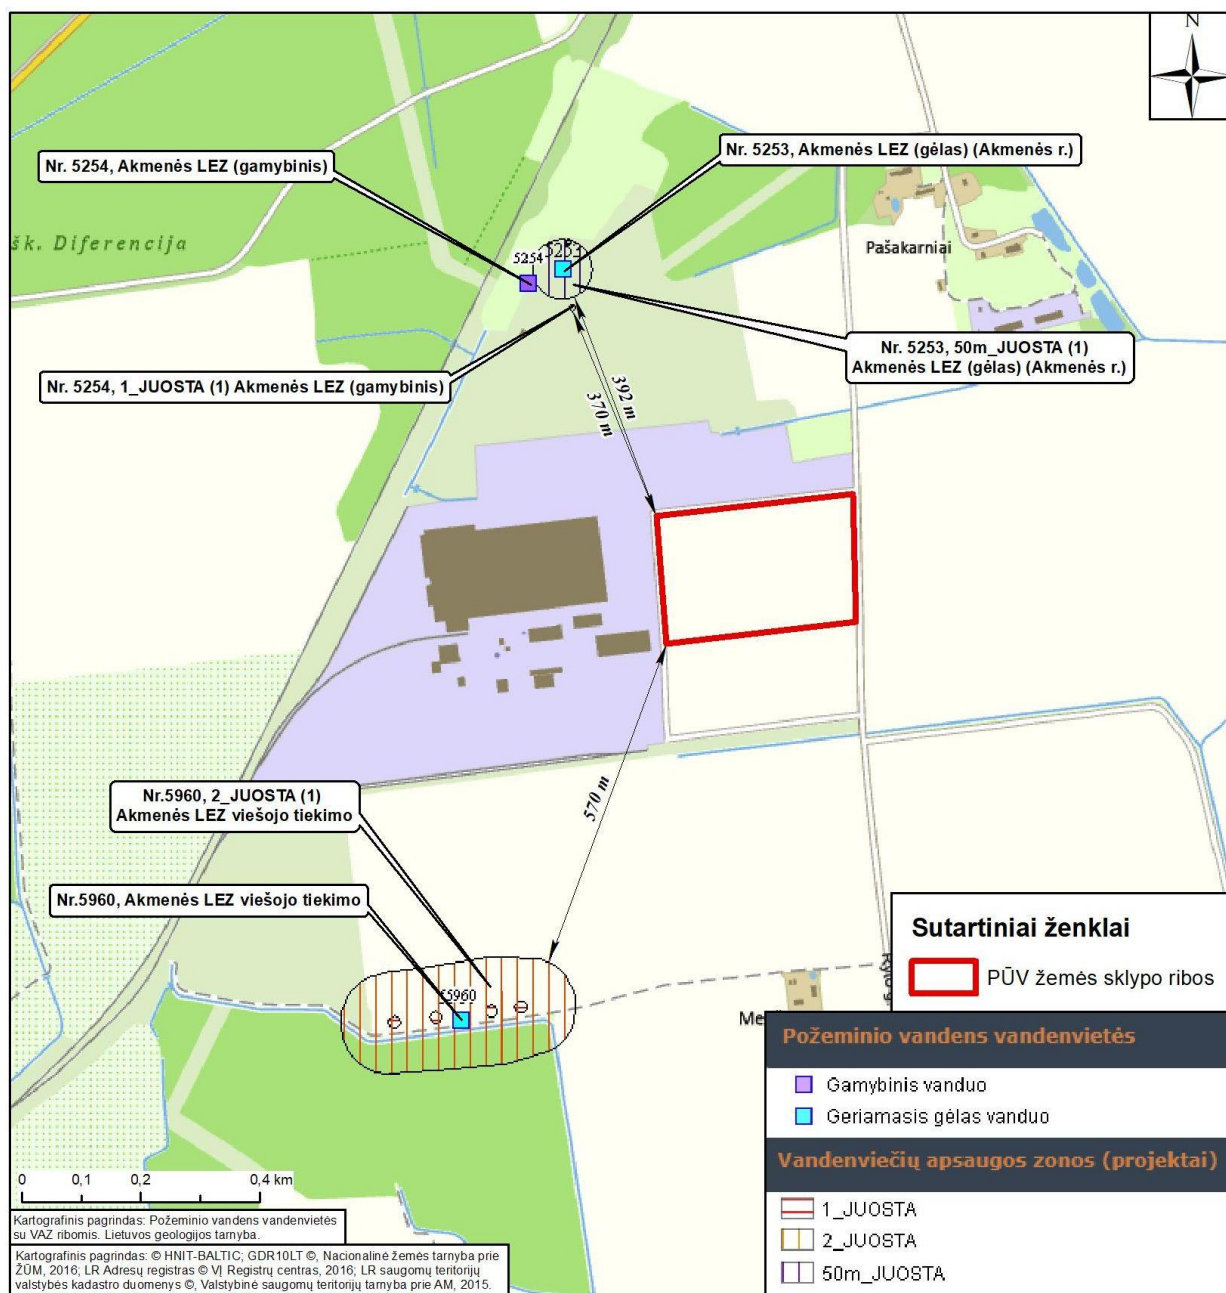 N
Nr. 5254, Akmenės LEZ (gamybinis)
Nr. 5253, Akmenės LEZ (gėlas) (Akmenės r.)
šk. Diferencija
Pašakarniai
5254
5253
Nr. 5253, 50m_JUOSTA (1)
Akmenės LEZ (gėlas) (Akmenės r.)
Nr. 5254, 1_JUOSTA (1) Akmenės LEZ (gamybinis)
392 m
370 m
570 m
Nr.5960, 2_JUOSTA (1)
Akmenės LEZ viešojo tiekimo
Nr.5960, Akmenės LEZ viešojo tiekimo
5960
Sutartiniai ženklai
PŪV žemės sklypo ribos
Požeminio vandens vandenvietės
Gamybinis vanduo
Geriamasis gėlas vanduo
Vandenviečių apsaugos zonos (projektai)
1_JUOSTA
2_JUOSTA
50m_JUOSTA
0 0,1 0,2 0,4 km
Kartografinis pagrindas: Požeminio vandens vandenvietės
su VAZ ribomis. Lietuvos geologijos tarnyba.
Kartografinis pagrindas: © HNIT-BALTIC; GDR10LT ©, Nacionalinė žemės tarnyba prie
ŽŪM, 2016; LR Adresų registras © VĮ Registrų centras, 2016; LR saugomų teritorijų
valstybės kadastro duomenys ©, Valstybinė saugomų teritorijų tarnyba prie AM, 2015.